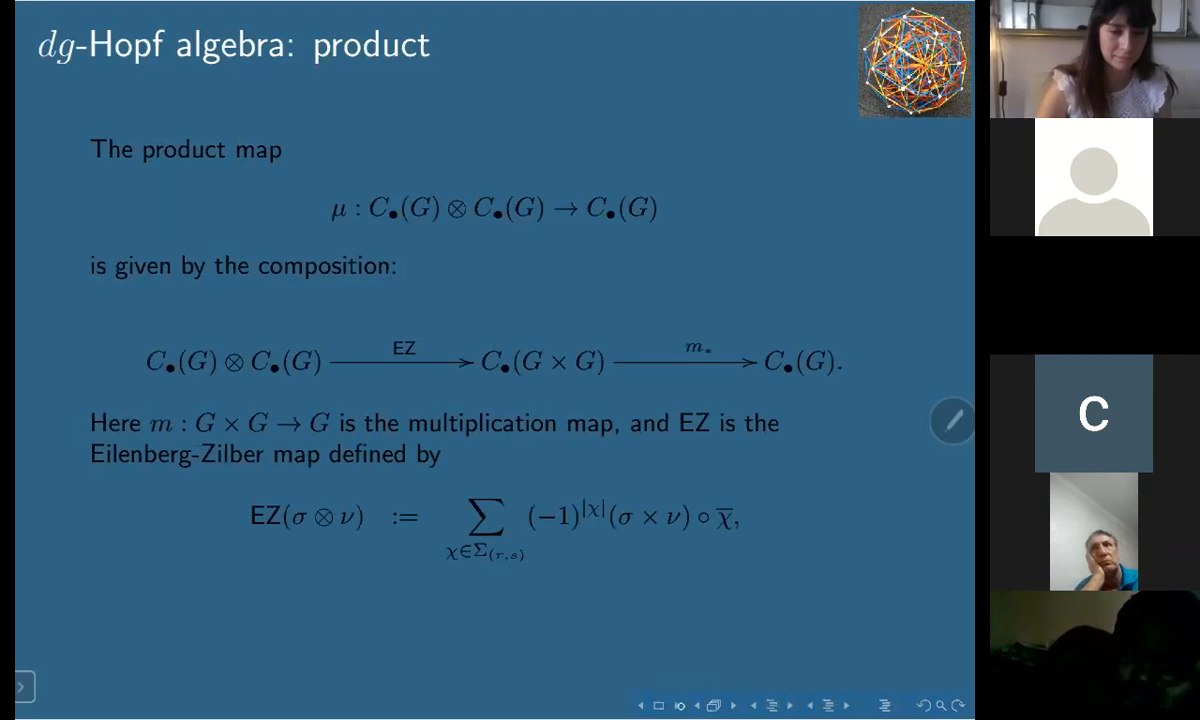 dg-Hopf algebra: product
The product map
μ : C•(G) ⊗ C•(G) → C•(G)
is given by the composition:
C•(G) ⊗ C•(G) —EZ→ C•(G × G) —m∗→ C•(G).
Here m : G × G → G is the multiplication map, and EZ is the
Eilenberg-Zilber map defined by
EZ(σ ⊗ ν) := ∑_{χ∈Σ_{(r,s)}} (−1)^{|χ|}(σ × ν) ∘ χ̅,
C